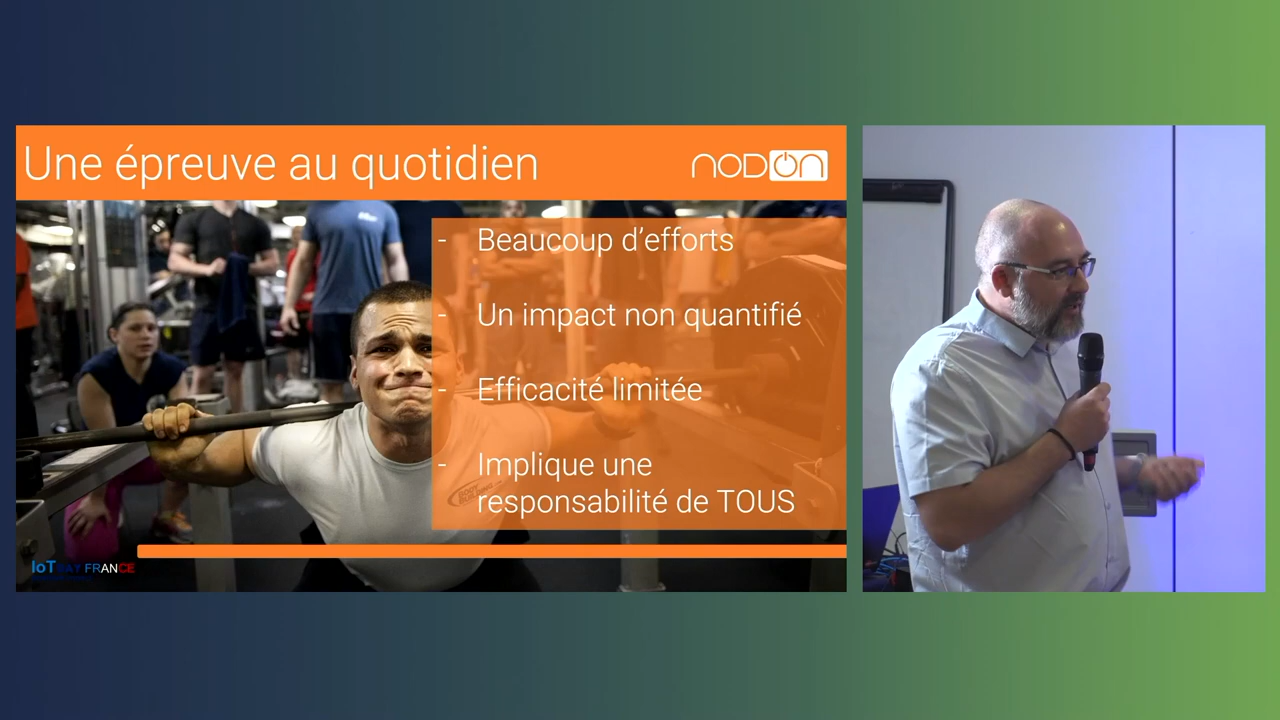 Une épreuve au quotidien
NODON
- Beaucoup d'efforts
- Un impact non quantifié
- Efficacité limitée
- Implique une
responsabilité de TOUS
IoT DAY FRANCE